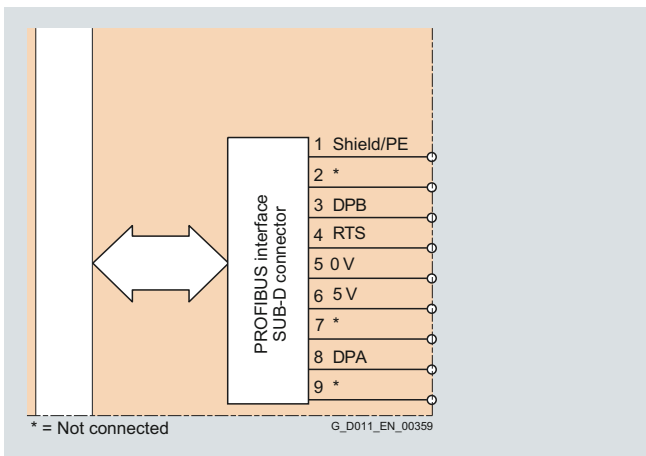 1 Shield/PE
2 *
3 DPB
4 RTS
5 0 V
6 5 V
7 *
8 DPA
9 *
PROFIBUS interface
SUB-D connector
* = Not connected
G_D011_EN_00359